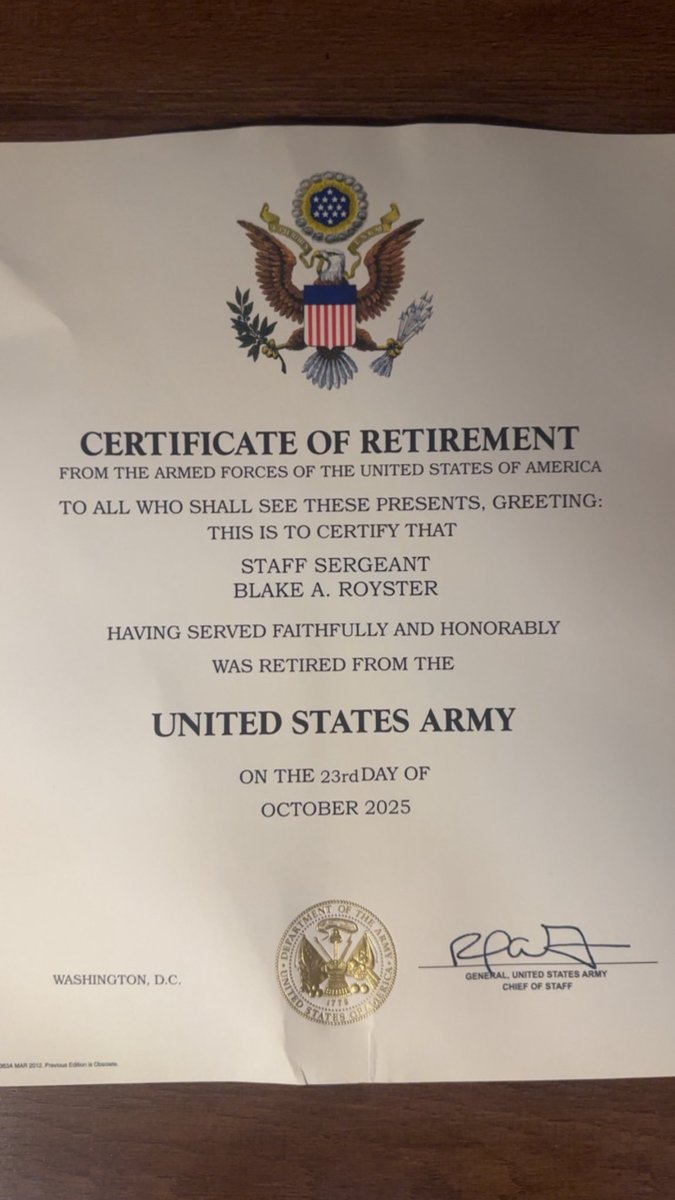 CERTIFICATE OF RETIREMENT
FROM THE ARMED FORCES OF THE UNITED STATES OF AMERICA
TO ALL WHO SHALL SEE THESE PRESENTS, GREETING:
THIS IS TO CERTIFY THAT
STAFF SERGEANT
BLAKE A. ROYSTER
HAVING SERVED FAITHFULLY AND HONORABLY
WAS RETIRED FROM THE
UNITED STATES ARMY
ON THE 23rd DAY OF
OCTOBER 2025
DEPARTMENT OF THE ARMY
1775
UNITED STATES OF AMERICA
WASHINGTON, D.C.
GENERAL, UNITED STATES ARMY
CHIEF OF STAFF
MAR 2012, Previous Edition is Obsolete.